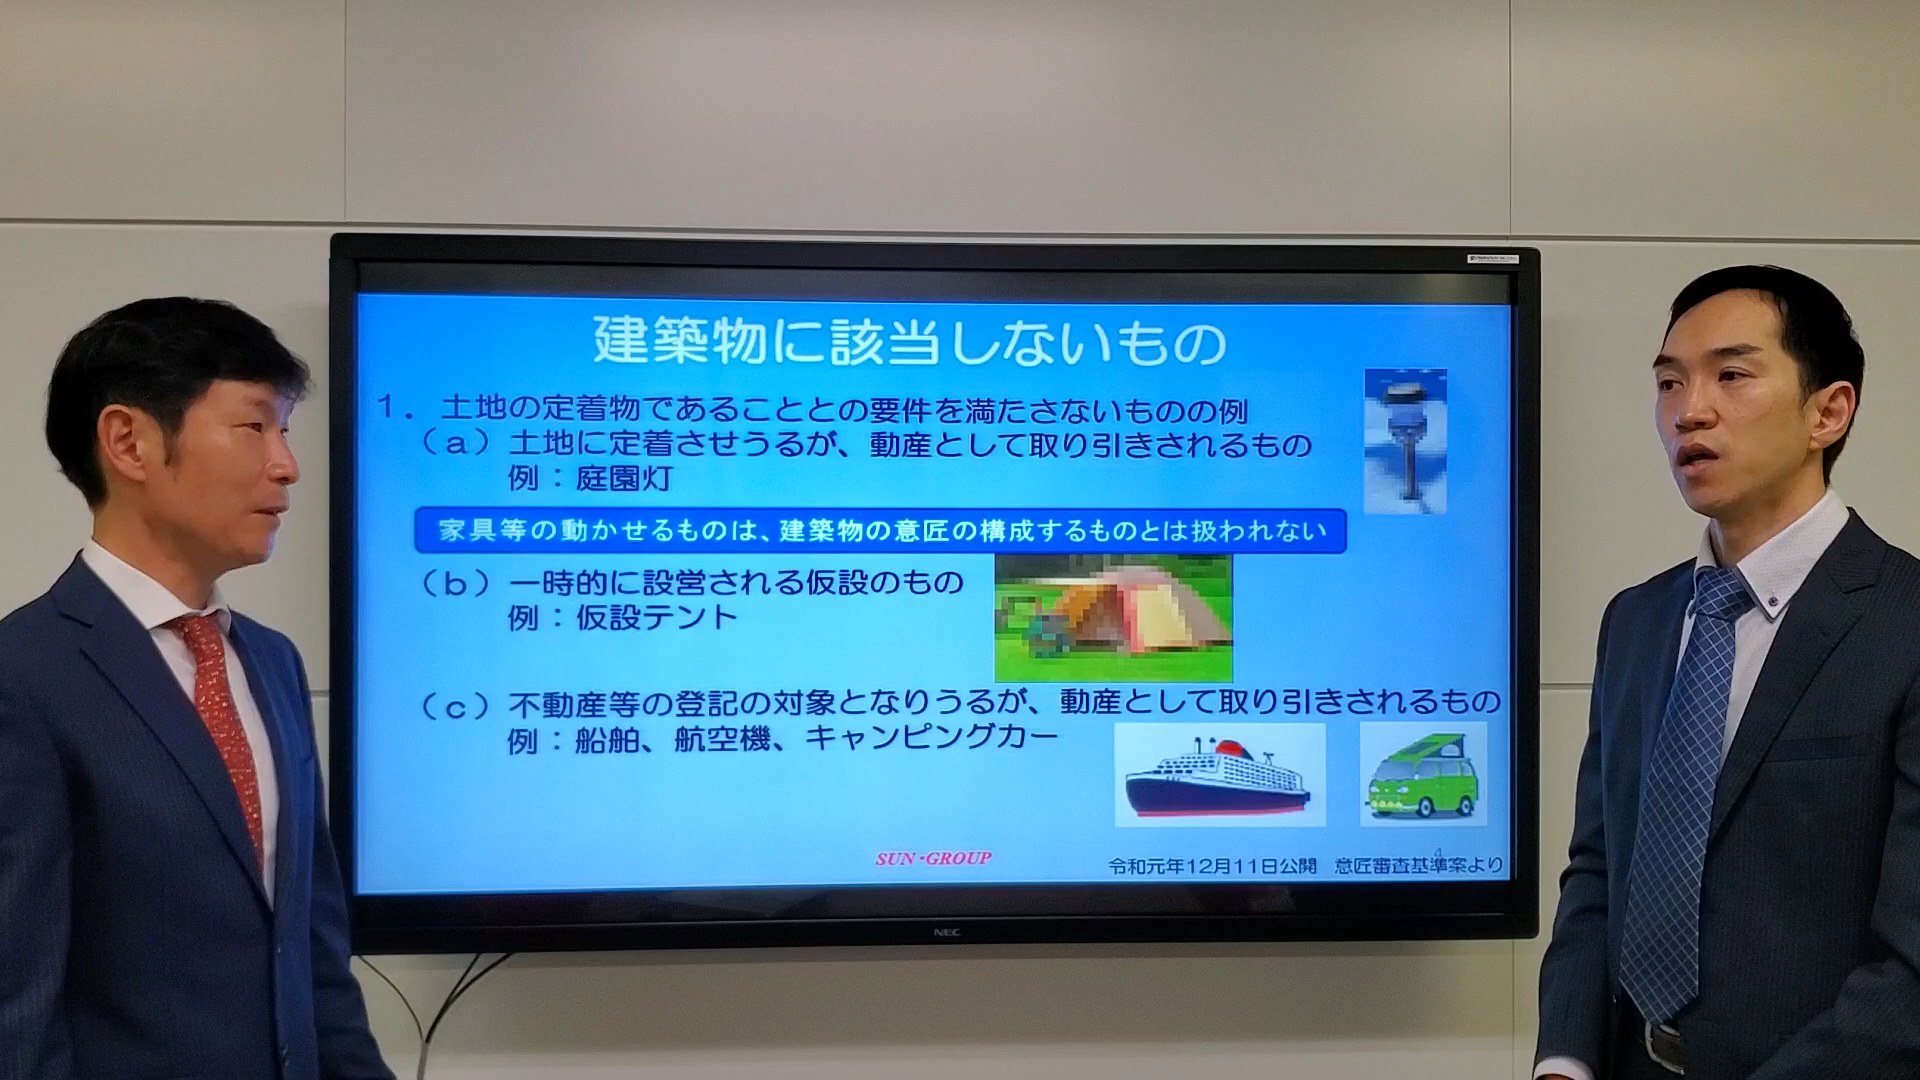 建築物に該当しないもの
１．土地の定着物であることとの要件を満たさないものの例
（ａ）土地に定着させうるが、動産として取り引きされるもの
例：庭園灯
家具等の動かせるものは、建築物の意匠の構成するものとは扱われない
（ｂ）一時的に設営される仮設のもの
例：仮設テント
（ｃ）不動産等の登記の対象となりうるが、動産として取り引きされるもの
例：船舶、航空機、キャンピングカー
SUN・GROUP
4
令和元年12月11日公開　意匠審査基準案より
NEC